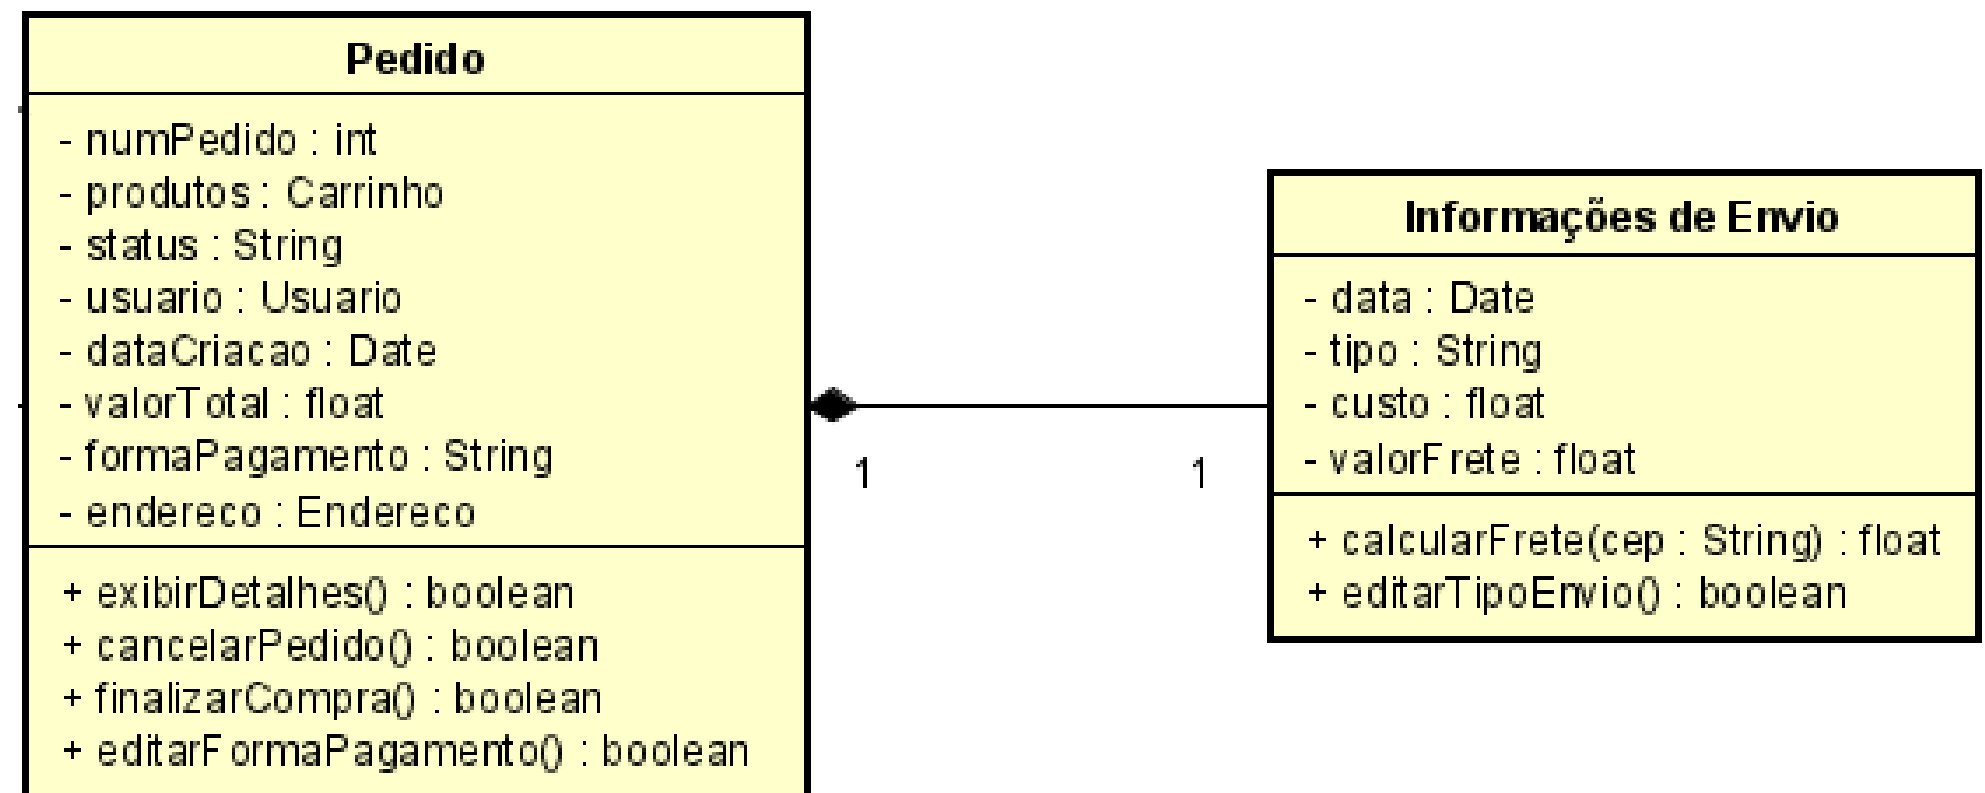 Pedido
- numPedido : int
- produtos : Carrinho
- status : String
- usuario : Usuario
- dataCriacao : Date
- valorTotal : float
- formaPagamento : String
- endereco : Endereco
+ exibirDetalhes() : boolean
+ cancelarPedido() : boolean
+ finalizarCompra() : boolean
+ editarFormaPagamento() : boolean
1
1
Informações de Envio
- data : Date
- tipo : String
- custo : float
- valorFrete : float
+ calcularFrete(cep : String) : float
+ editarTipoEnvio() : boolean